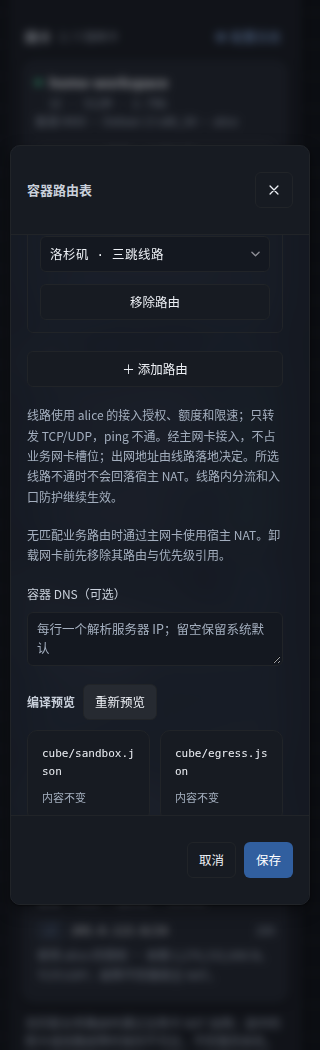 容器路由表
洛杉矶 · 三跳线路
移除路由
＋ 添加路由
线路使用 alice 的接入授权、额度和限速；只转
发 TCP/UDP，ping 不通。经主网卡接入，不占
业务网卡槽位；出网地址由线路落地决定。所选
线路不通时不会回落宿主 NAT。线路内分流和入
口防护继续生效。
无匹配业务路由时通过主网卡使用宿主 NAT。卸
载网卡前先移除其路由与优先级引用。
容器 DNS（可选）
每行一个解析服务器 IP；留空保留系统默
认
编译预览 重新预览
cube/sandbox.j
son
内容不变
cube/egress.js
on
内容不变
取消 保存